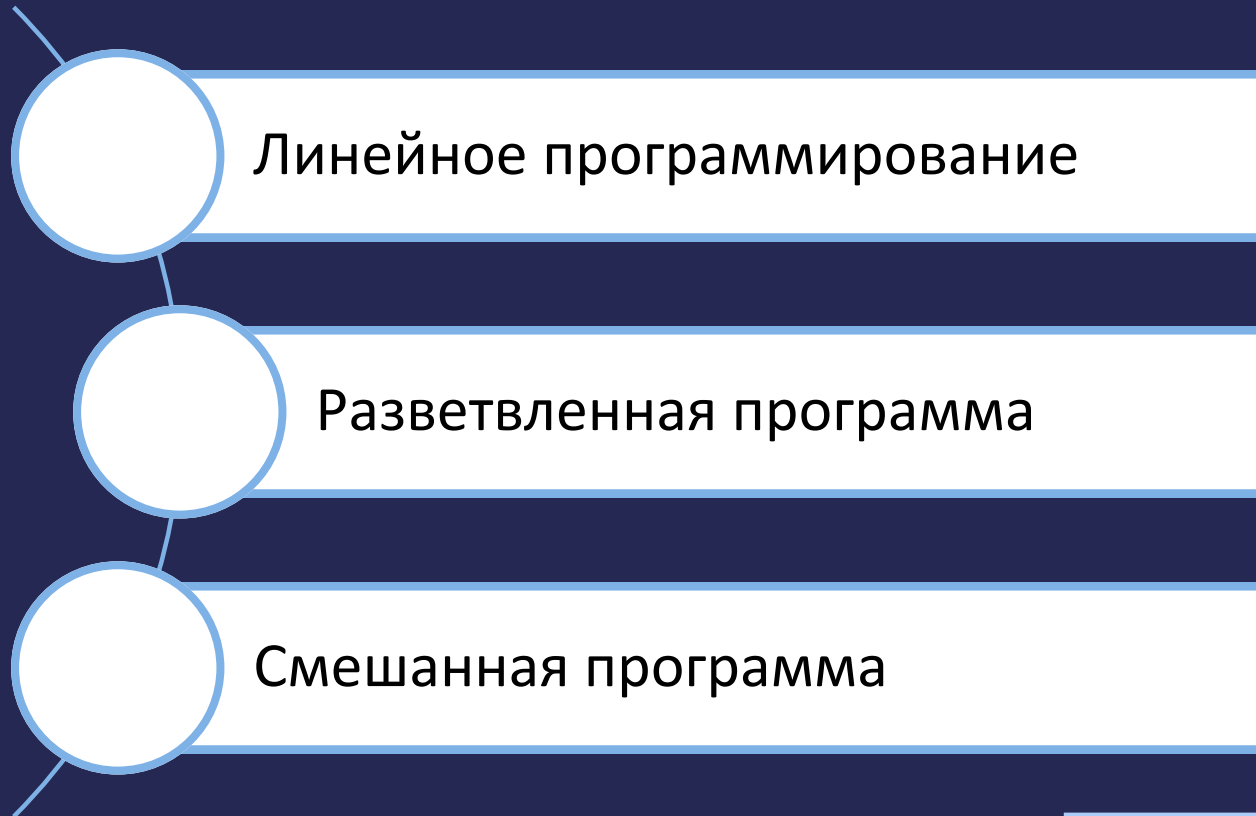 Линейное программирование
Разветвленная программа
Смешанная программа